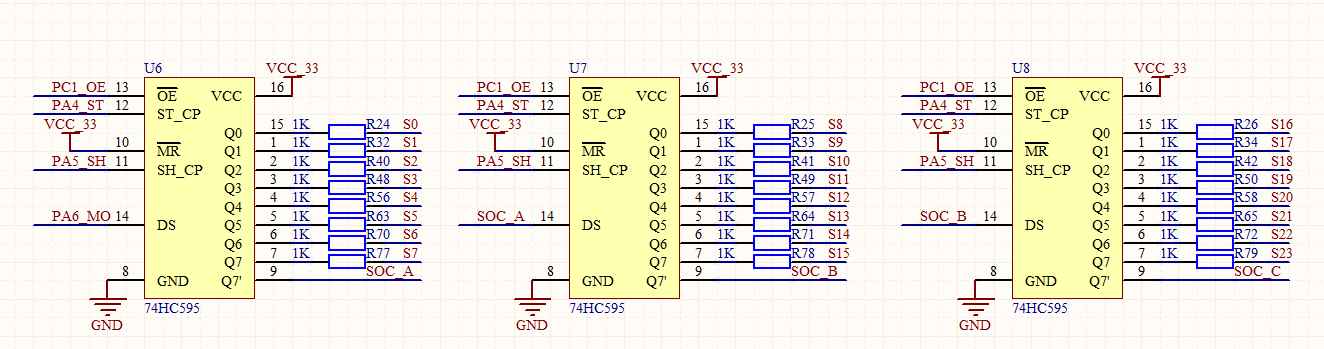 U6
VCC_33
PC1_OE 13 OE VCC 16
PA4_ST 12 ST_CP
VCC_33
Q0 15 1K R24 S0
10 MR Q1 1 1K R32 S1
PA5_SH 11 SH_CP Q2 2 1K R40 S2
Q3 3 1K R48 S3
Q4 4 1K R56 S4
PA6_MO 14 DS Q5 5 1K R63 S5
Q6 6 1K R70 S6
Q7 7 1K R77 S7
8 GND Q7' 9 SOC_A
74HC595
GND
U7
VCC_33
PC1_OE 13 OE VCC 16
PA4_ST 12 ST_CP
VCC_33
Q0 15 1K R25 S8
10 MR Q1 1 1K R33 S9
PA5_SH 11 SH_CP Q2 2 1K R41 S10
Q3 3 1K R49 S11
Q4 4 1K R57 S12
SOC_A 14 DS Q5 5 1K R64 S13
Q6 6 1K R71 S14
Q7 7 1K R78 S15
8 GND Q7' 9 SOC_B
74HC595
GND
U8
VCC_33
PC1_OE 13 OE VCC 16
PA4_ST 12 ST_CP
VCC_33
Q0 15 1K R26 S16
10 MR Q1 1 1K R34 S17
PA5_SH 11 SH_CP Q2 2 1K R42 S18
Q3 3 1K R50 S19
Q4 4 1K R58 S20
SOC_B 14 DS Q5 5 1K R65 S21
Q6 6 1K R72 S22
Q7 7 1K R79 S23
8 GND Q7' 9 SOC_C
74HC595
GND